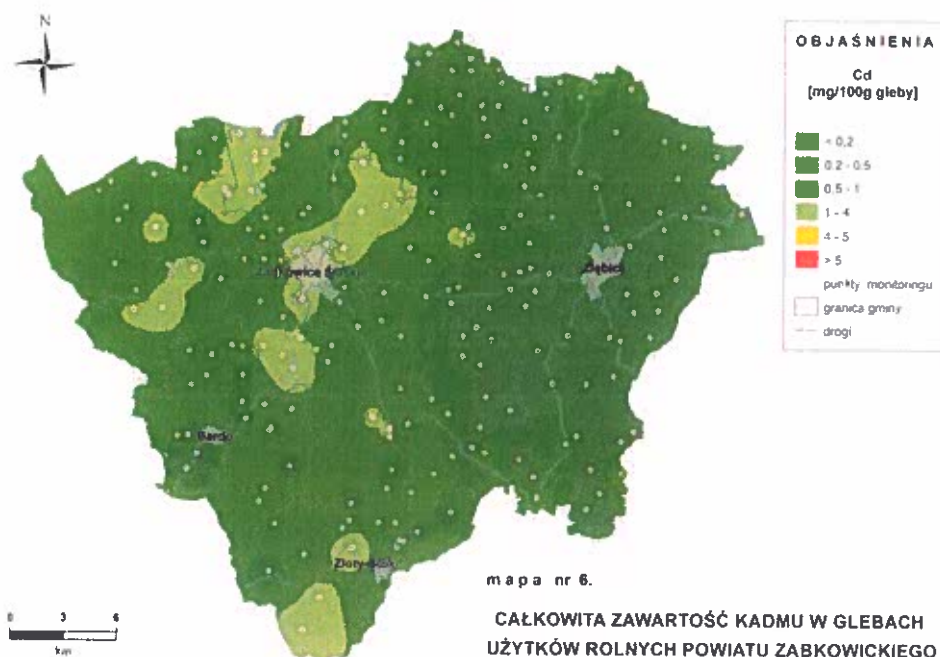 N
OBJAŚNIENIA
Cd
[mg/100g gleby]
< 0,2
0.2 - 0.5
0.5 - 1
1 - 4
4 - 5
> 5
punkty monitoringu
granica gminy
drogi
Bardo
mapa nr 6.
0 3 6
km
CAŁKOWITA ZAWARTOŚĆ KADMU W GLEBACH
UŻYTKÓW ROLNYCH POWIATU ZĄBKOWICKIEGO